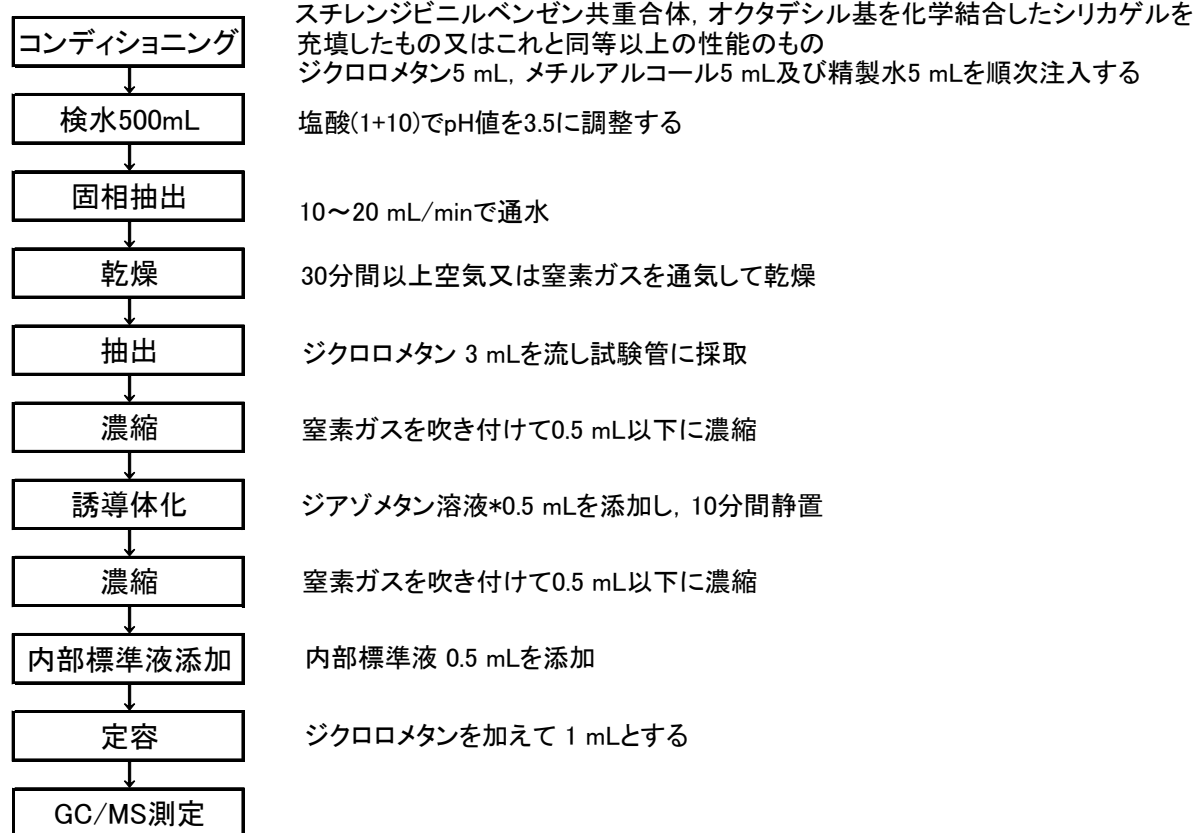 コンディショニング
スチレンジビニルベンゼン共重合体，オクタデシル基を化学結合したシリカゲルを
充填したもの又はこれと同等以上の性能のもの
ジクロロメタン5 mL，メチルアルコール5 mL及び精製水5 mLを順次注入する
検水500mL
塩酸(1+10)でpH値を3.5に調整する
固相抽出
10～20 mL/minで通水
乾燥
30分間以上空気又は窒素ガスを通気して乾燥
抽出
ジクロロメタン 3 mLを流し試験管に採取
濃縮
窒素ガスを吹き付けて0.5 mL以下に濃縮
誘導体化
ジアゾメタン溶液*0.5 mLを添加し，10分間静置
濃縮
窒素ガスを吹き付けて0.5 mL以下に濃縮
内部標準液添加
内部標準液 0.5 mLを添加
定容
ジクロロメタンを加えて 1 mLとする
GC/MS測定